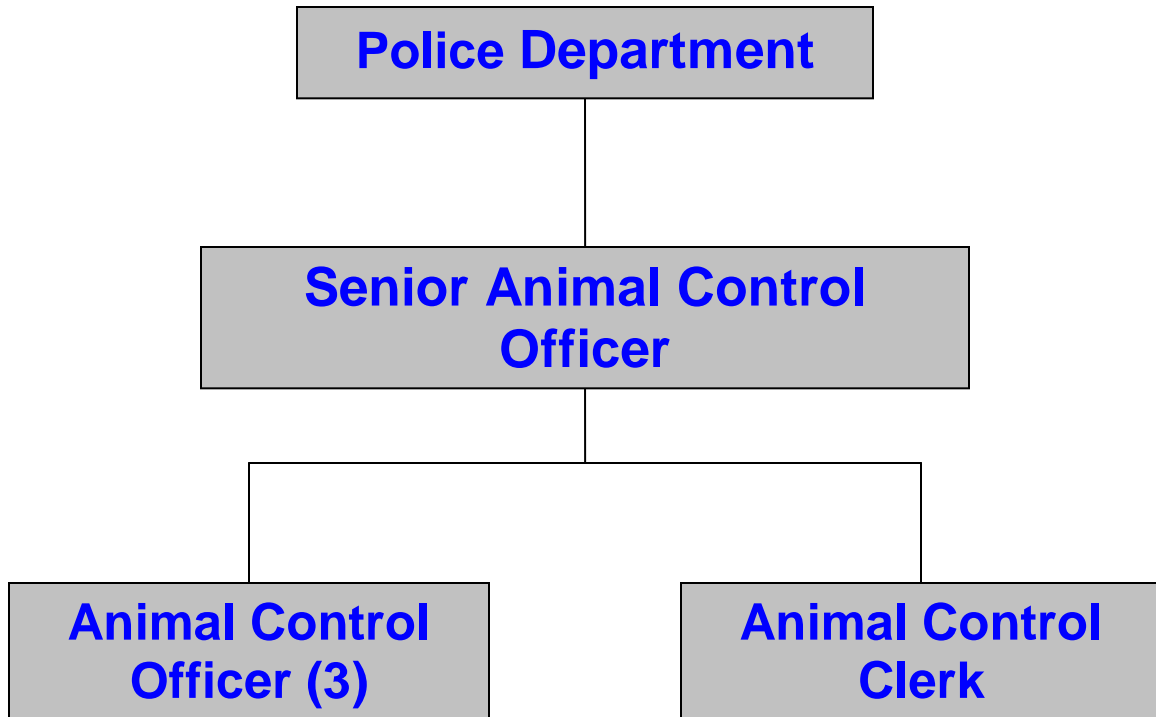 Police Department
Senior Animal Control
Officer
Animal Control
Officer (3)
Animal Control
Clerk